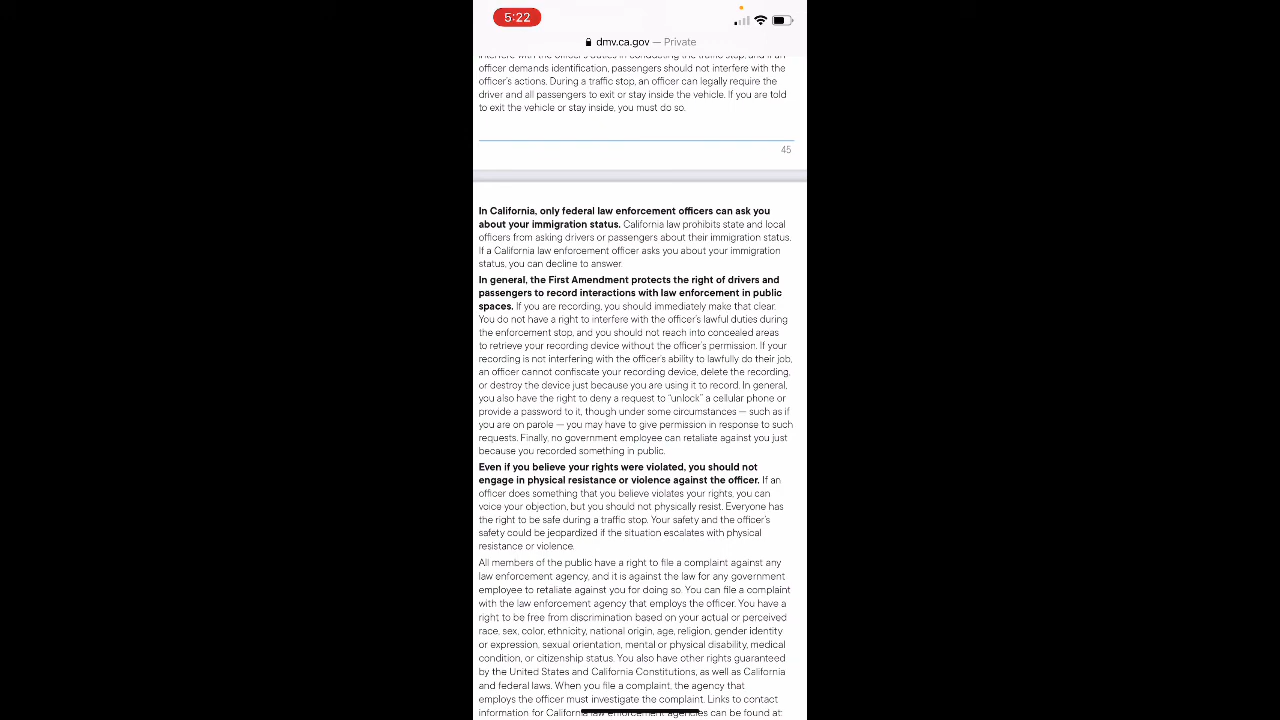 5:22
dmv.ca.gov — Private
interfere with the officer's duties in conducting the traffic stop, and if an
officer demands identification, passengers should not interfere with the
officer's actions. During a traffic stop, an officer can legally require the
driver and all passengers to exit or stay inside the vehicle. If you are told
to exit the vehicle or stay inside, you must do so.
45
In California, only federal law enforcement officers can ask you
about your immigration status. California law prohibits state and local
officers from asking drivers or passengers about their immigration status.
If a California law enforcement officer asks you about your immigration
status, you can decline to answer.
In general, the First Amendment protects the right of drivers and
passengers to record interactions with law enforcement in public
spaces. If you are recording, you should immediately make that clear.
You do not have a right to interfere with the officer's lawful duties during
the enforcement stop, and you should not reach into concealed areas
to retrieve your recording device without the officer's permission. If your
recording is not interfering with the officer's ability to lawfully do their job,
an officer cannot confiscate your recording device, delete the recording,
or destroy the device just because you are using it to record. In general,
you also have the right to deny a request to "unlock" a cellular phone or
provide a password to it, though under some circumstances — such as if
you are on parole — you may have to give permission in response to such
requests. Finally, no government employee can retaliate against you just
because you recorded something in public.
Even if you believe your rights were violated, you should not
engage in physical resistance or violence against the officer. If an
officer does something that you believe violates your rights, you can
voice your objection, but you should not physically resist. Everyone has
the right to be safe during a traffic stop. Your safety and the officer's
safety could be jeopardized if the situation escalates with physical
resistance or violence.
All members of the public have a right to file a complaint against any
law enforcement agency, and it is against the law for any government
employee to retaliate against you for doing so. You can file a complaint
with the law enforcement agency that employs the officer. You have a
right to be free from discrimination based on your actual or perceived
race, sex, color, ethnicity, national origin, age, religion, gender identity
or expression, sexual orientation, mental or physical disability, medical
condition, or citizenship status. You also have other rights guaranteed
by the United States and California Constitutions, as well as California
and federal laws. When you file a complaint, the agency that
employs the officer must investigate the complaint. Links to contact
information for California law enforcement agencies can be found at: